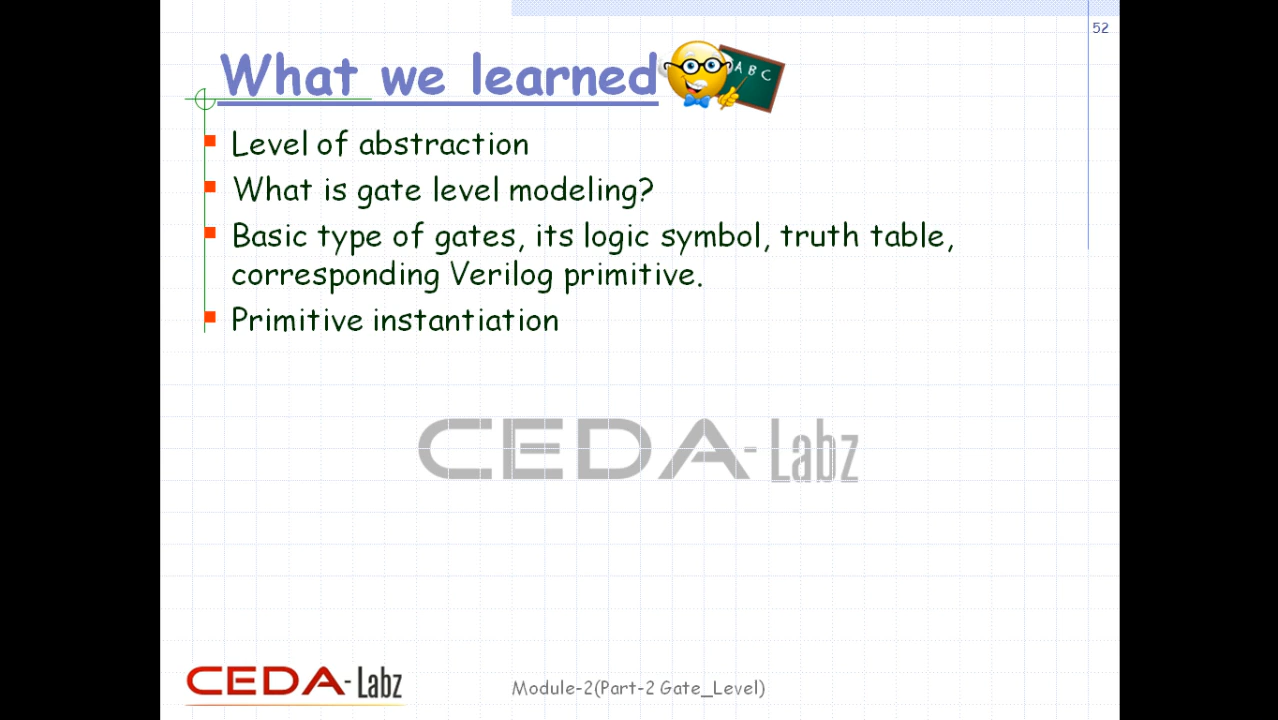 52
What we learned
A B C
Level of abstraction
What is gate level modeling?
Basic type of gates, its logic symbol, truth table,
corresponding Verilog primitive.
Primitive instantiation
CEDA-Labz
CEDA-Labz
Module-2(Part-2 Gate_Level)